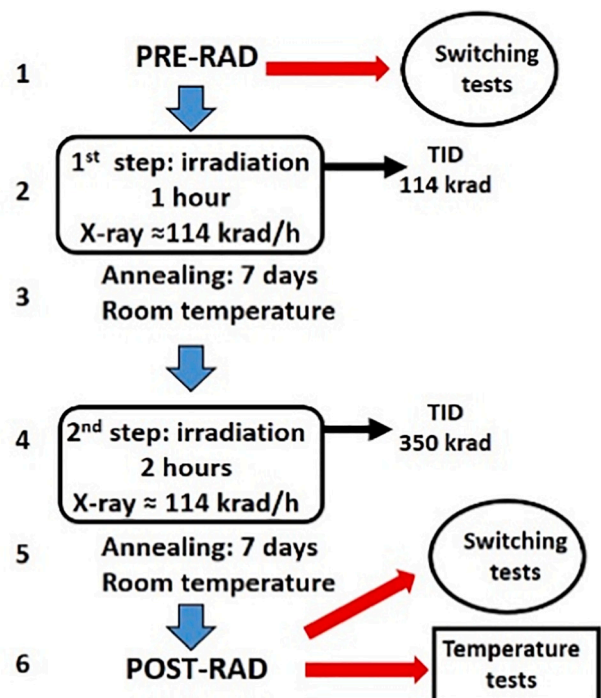 1
PRE-RAD
Switching
tests
2
1st step: irradiation
1 hour
X-ray ≈114 krad/h
TID
114 krad
3
Annealing: 7 days
Room temperature
4
2nd step: irradiation
2 hours
X-ray ≈ 114 krad/h
TID
350 krad
5
Annealing: 7 days
Room temperature
Switching
tests
6
POST-RAD
Temperature
tests